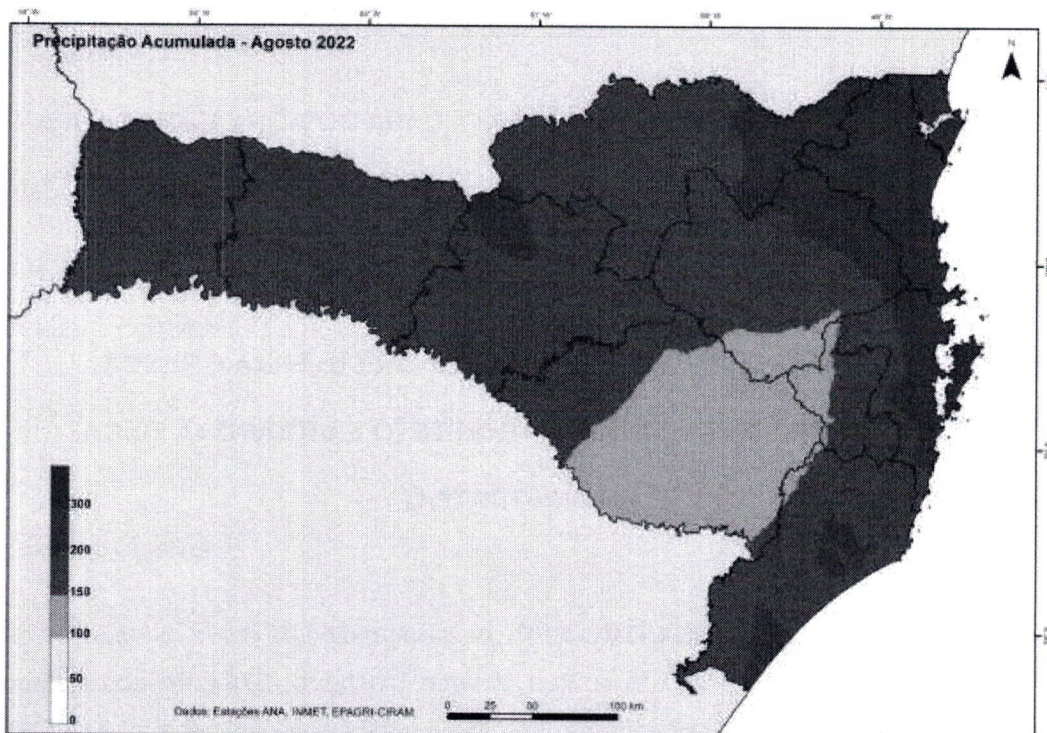 Precipitação Acumulada - Agosto 2022
N
300
200
150
100
50
0
Dados: Estações ANA, INMET, EPAGRI-CIRAM
0 25 50 100 km